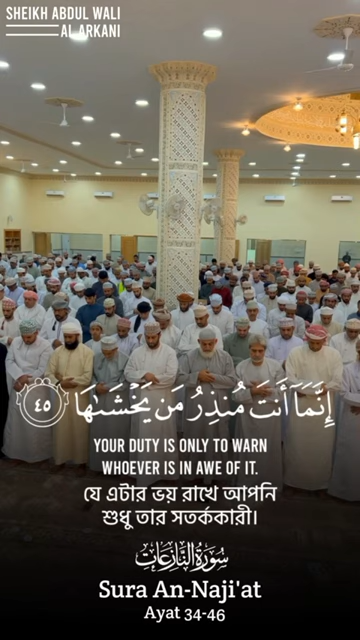 SHEIKH ABDUL WALI
AL ARKANI
إِنَّمَآ أَنتَ مُنذِرُ مَن يَخْشَىٰهَا ٤٥
YOUR DUTY IS ONLY TO WARN
WHOEVER IS IN AWE OF IT.
যে এটার ভয় রাখে আপনি
শুধু তার সতর্ককারী।
سُورَةُ النَّازِعَات
Sura An-Naji'at
Ayat 34-46